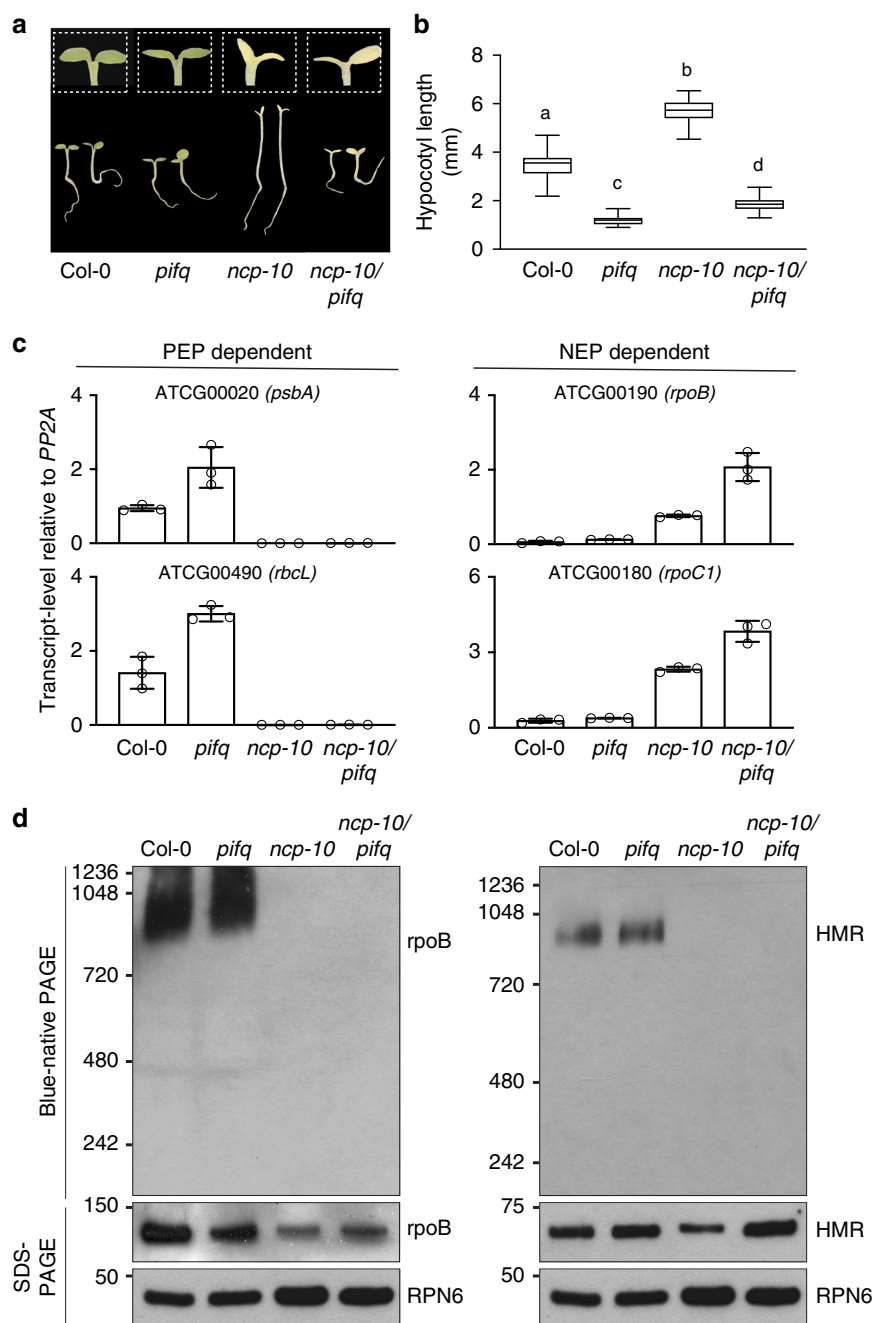 a
Col-0 pifq ncp-10 ncp-10/
pifq
b
Hypocotyl length
(mm)
8
6
4
2
0
a
c
b
d
Col-0 pifq ncp-10 ncp-10/
pifq
c
Transcript-level relative to PP2A
PEP dependent
ATCG00020 (psbA)
4
2
0
ATCG00490 (rbcL)
4
2
0
Col-0 pifq ncp-10 ncp-10/
pifq
NEP dependent
ATCG00190 (rpoB)
4
2
0
ATCG00180 (rpoC1)
6
3
0
Col-0 pifq ncp-10 ncp-10/
pifq
d
Blue-native PAGE
SDS-
PAGE
ncp-10/
Col-0 pifq ncp-10 pifq
1236
1048
720
480
242
rpoB
150
rpoB
50
RPN6
ncp-10/
Col-0 pifq ncp-10 pifq
1236
1048
720
480
242
HMR
75
HMR
50
RPN6